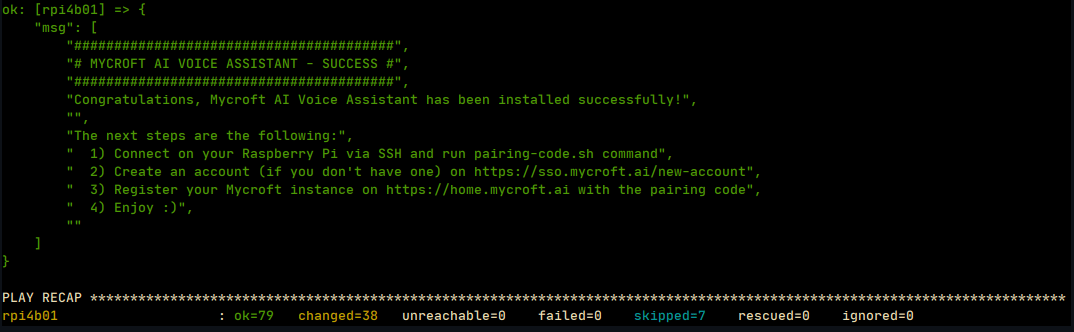 ok: [rpi4b01] => {
    "msg": [
        "########################################",
        "# MYCROFT AI VOICE ASSISTANT - SUCCESS #",
        "########################################",
        "Congratulations, Mycroft AI Voice Assistant has been installed successfully!",
        "",
        "The next steps are the following:",
        "  1) Connect on your Raspberry Pi via SSH and run pairing-code.sh command",
        "  2) Create an account (if you don't have one) on https://sso.mycroft.ai/new-account",
        "  3) Register your Mycroft instance on https://home.mycroft.ai with the pairing code",
        "  4) Enjoy :)",
        ""
    ]
}
PLAY RECAP **************************************************************************************************************************
rpi4b01                    : ok=79   changed=38   unreachable=0    failed=0    skipped=7    rescued=0    ignored=0